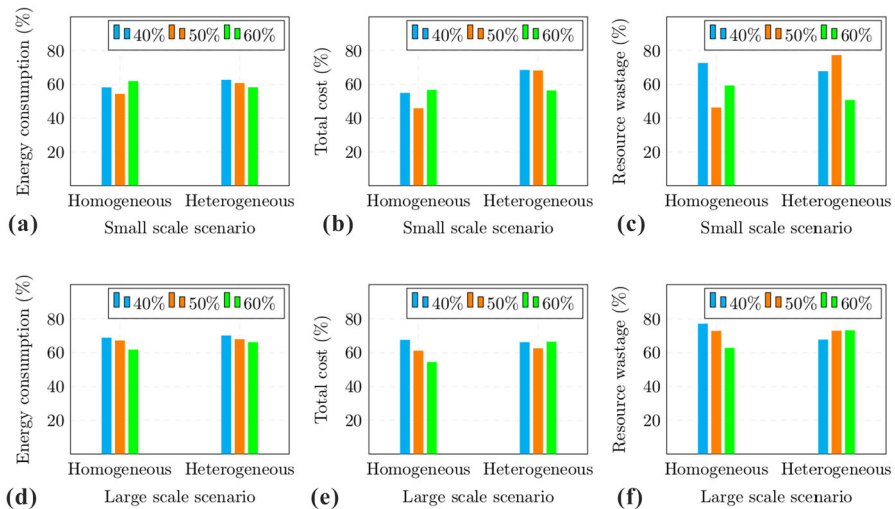 Energy consumption (%)
80
60
40
20
40% 50% 60%
Homogeneous Heterogeneous
(a) Small scale scenario
Total cost (%)
80
60
40
20
40% 50% 60%
Homogeneous Heterogeneous
(b) Small scale scenario
Resource wastage (%)
80
60
40
20
40% 50% 60%
Homogeneous Heterogeneous
(c) Small scale scenario
Energy consumption (%)
80
60
40
20
40% 50% 60%
Homogeneous Heterogeneous
(d) Large scale scenario
Total cost (%)
80
60
40
20
40% 50% 60%
Homogeneous Heterogeneous
(e) Large scale scenario
Resource wastage (%)
80
60
40
20
40% 50% 60%
Homogeneous Heterogeneous
(f) Large scale scenario